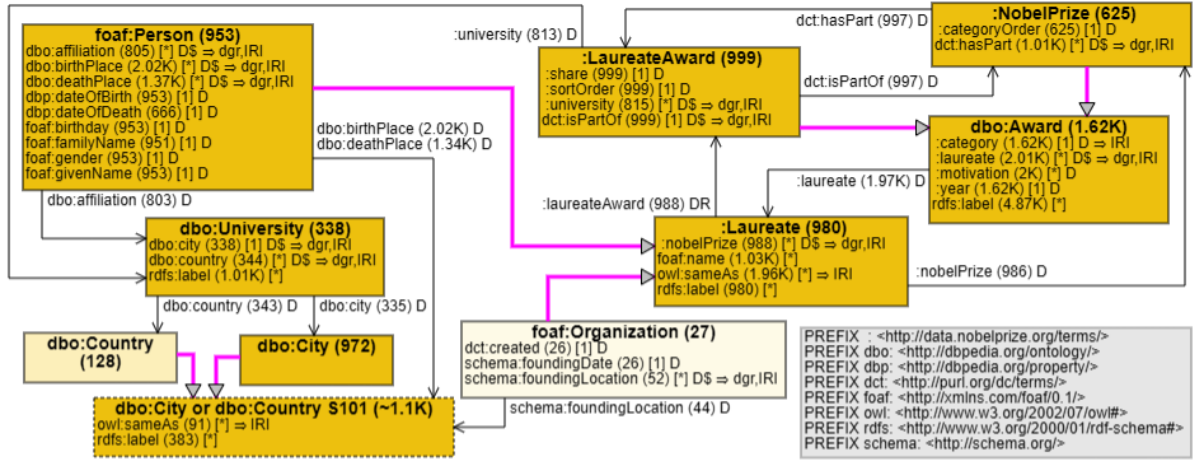 foaf:Person (953)
dbo:affiliation (805) [*] D$ ⇒ dgr,IRI
dbo:birthPlace (2.02K) [*] D$ ⇒ dgr,IRI
dbo:deathPlace (1.37K) [*] D$ ⇒ dgr,IRI
dbp:dateOfBirth (953) [1] D
dbp:dateOfDeath (666) [1] D
foaf:birthday (953) [1] D
foaf:familyName (951) [1] D
foaf:gender (953) [1] D
foaf:givenName (953) [1] D
:university (813) D
:LaureateAward (999)
:share (999) [1] D
:sortOrder (999) [1] D
:university (815) [*] D$ ⇒ dgr,IRI
dct:isPartOf (999) [1] D$ ⇒ dgr,IRI
dct:hasPart (997) D
:NobelPrize (625)
:categoryOrder (625) [1] D
dct:hasPart (1.01K) [*] D$ ⇒ dgr,IRI
dct:isPartOf (997) D
dbo:Award (1.62K)
:category (1.62K) [1] D ⇒ IRI
:laureate (2.01K) [*] D$ ⇒ dgr,IRI
:motivation (2K) [*] D
:year (1.62K) [1] D
rdfs:label (4.87K) [*]
dbo:birthPlace (2.02K) D
dbo:deathPlace (1.34K) D
dbo:affiliation (803) D
:laureateAward (988) DR
:laureate (1.97K) D
dbo:University (338)
dbo:city (338) [1] D$ ⇒ dgr,IRI
dbo:country (344) [*] D$ ⇒ dgr,IRI
rdfs:label (1.01K) [*]
:Laureate (980)
:nobelPrize (988) [*] D$ ⇒ dgr,IRI
foaf:name (1.03K) [*]
owl:sameAs (1.96K) [*] ⇒ IRI
rdfs:label (980) [*]
:nobelPrize (986) D
dbo:country (343) D
dbo:city (335) D
dbo:Country
(128)
dbo:City (972)
foaf:Organization (27)
dct:created (26) [1] D
schema:foundingDate (26) [1] D
schema:foundingLocation (52) [*] D$ ⇒ dgr,IRI
dbo:City or dbo:Country S101 (~1.1K)
owl:sameAs (91) [*] ⇒ IRI
rdfs:label (383) [*]
schema:foundingLocation (44) D
PREFIX : <http://data.nobelprize.org/terms/>
PREFIX dbo: <http://dbpedia.org/ontology/>
PREFIX dbp: <http://dbpedia.org/property/>
PREFIX dct: <http://purl.org/dc/terms/>
PREFIX foaf: <http://xmlns.com/foaf/0.1/>
PREFIX owl: <http://www.w3.org/2002/07/owl#>
PREFIX rdfs: <http://www.w3.org/2000/01/rdf-schema#>
PREFIX schema: <http://schema.org/>